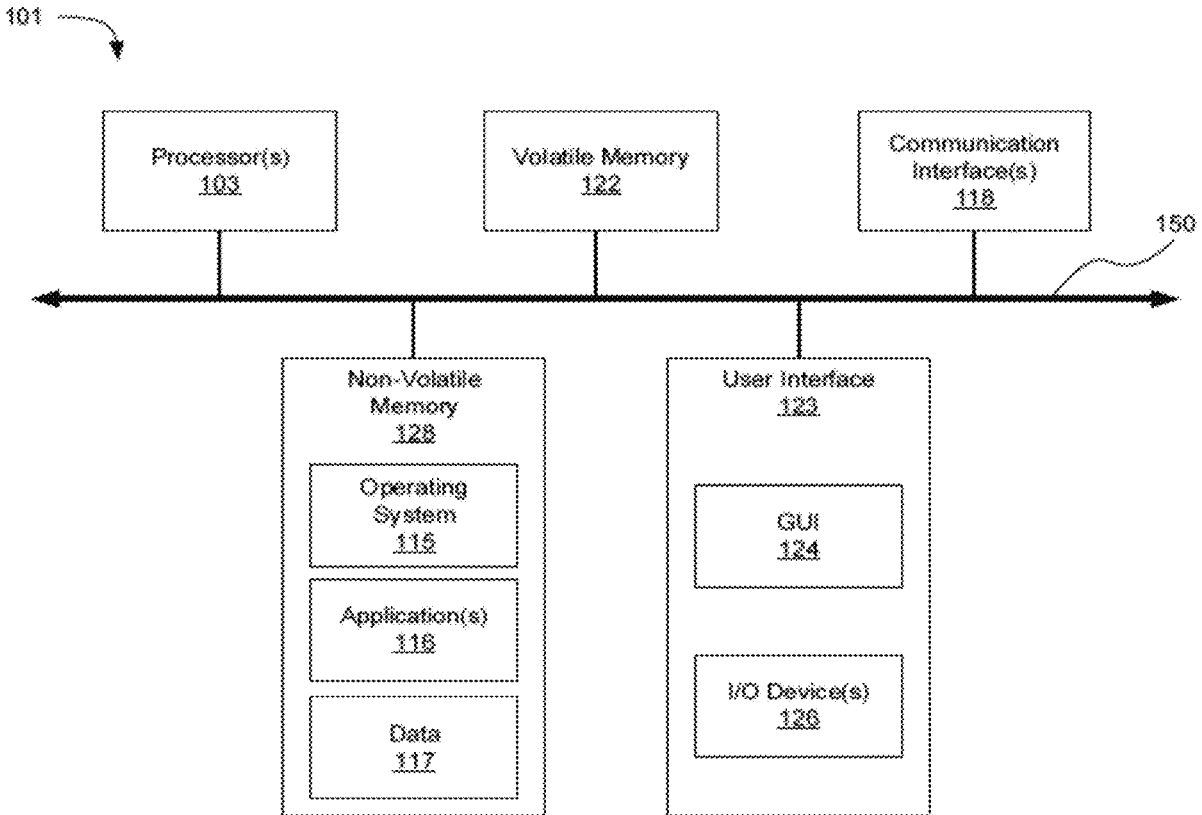 101
Processor(s)
103
Volatile Memory
122
Communication
Interface(s)
118
150
Non-Volatile
Memory
128
Operating
System
115
Application(s)
116
Data
117
User Interface
123
GUI
124
I/O Device(s)
126